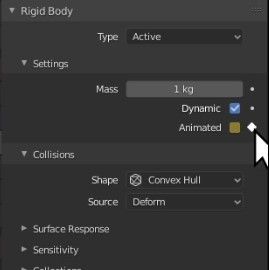 Rigid Body
Type Active
Settings
Mass 1 kg
Dynamic
Animated
Collisions
Shape Convex Hull
Source Deform
Surface Response
Sensitivity
Collections